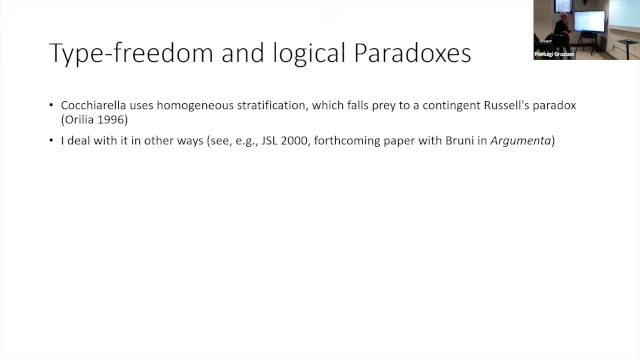 Type-freedom and logical Paradoxes
• Cocchiarella uses homogeneous stratification, which falls prey to a contingent Russell's paradox
(Orilia 1996)
• I deal with it in other ways (see, e.g., JSL 2000, forthcoming paper with Bruni in Argumenta)
Pierluigi Graziani